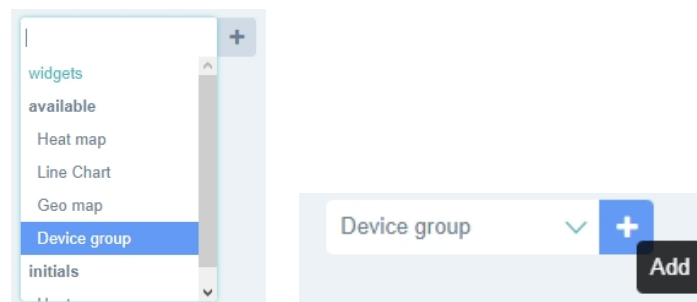 widgets
available
Heat map
Line Chart
Geo map
Device group
initials
Device group
Add